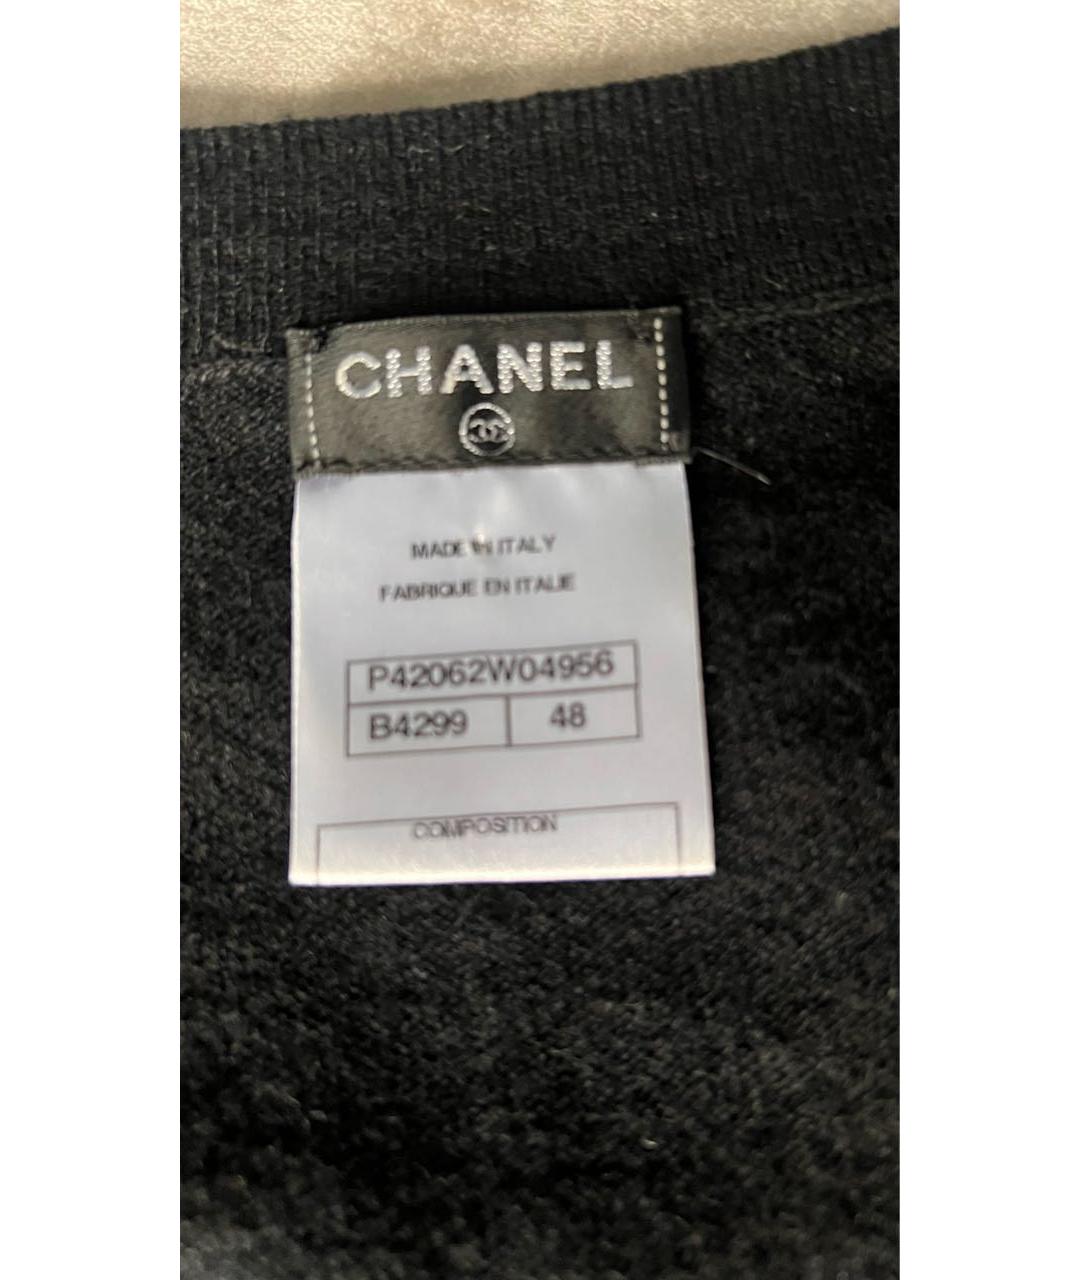 CHANEL
MADE IN ITALY
FABRIQUE EN ITALIE
P42062W04956
B4299 48
COMPOSITION